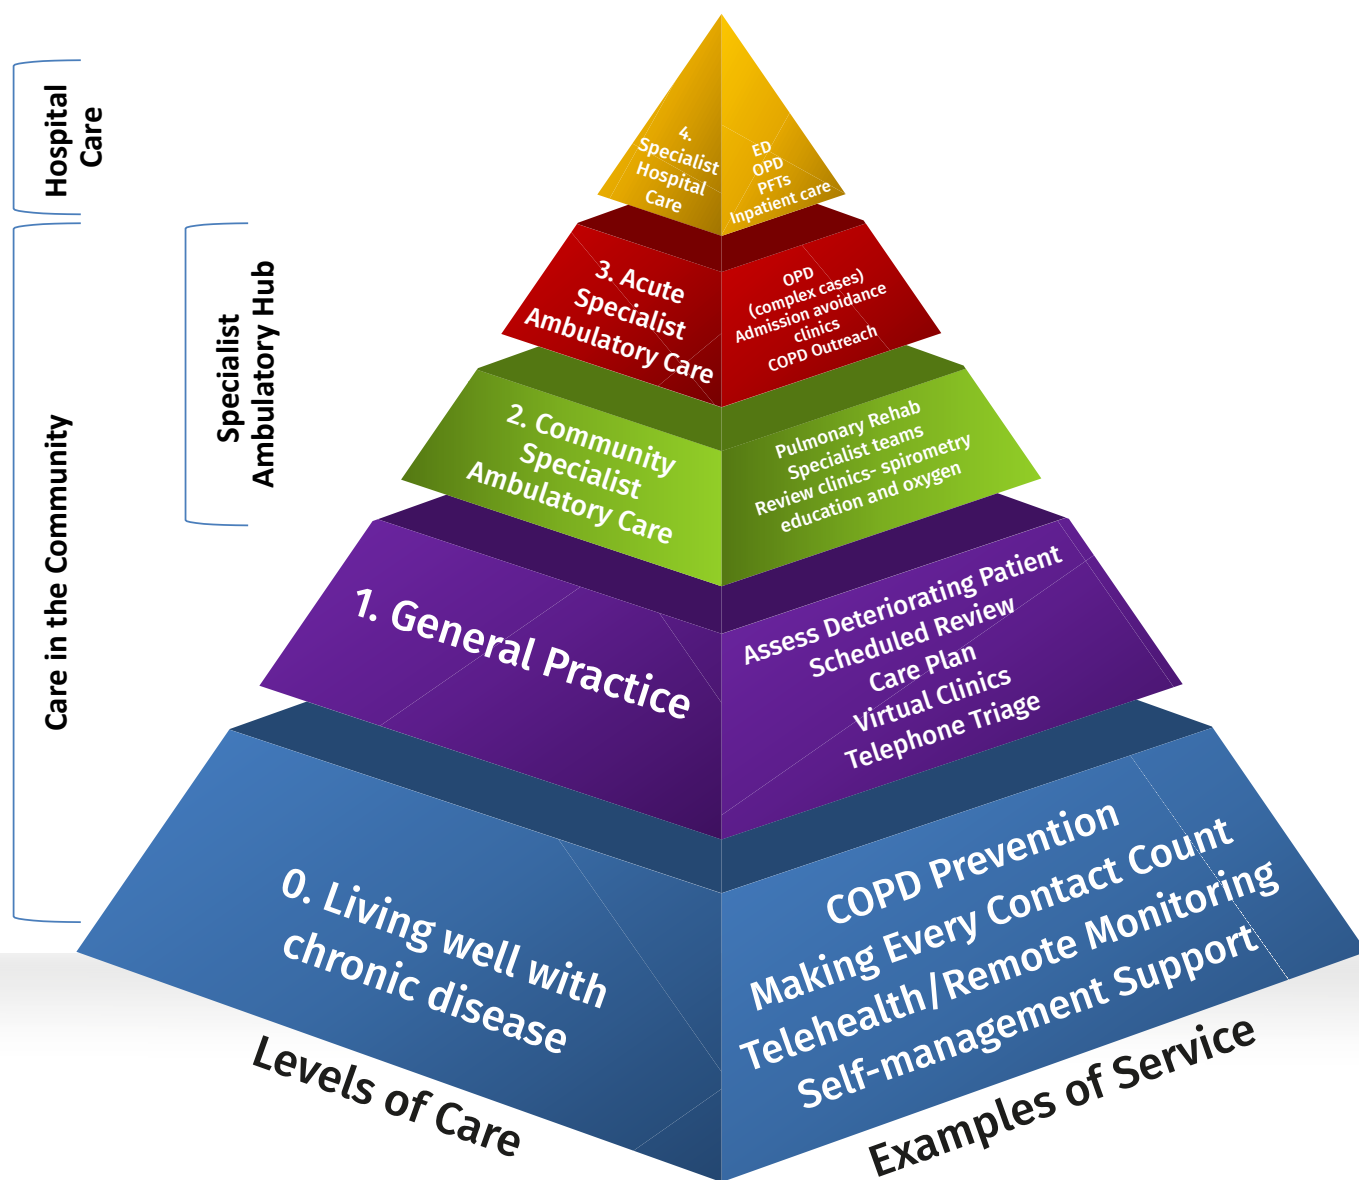 Hospital
Care
Specialist
Ambulatory Hub
Care in the Community
4.
Specialist
Hospital
Care
ED
OPD
PFTs
Inpatient care
3. Acute
Specialist
Ambulatory Care
OPD
(complex cases)
Admission avoidance
clinics
COPD Outreach
2. Community
Specialist
Ambulatory Care
Pulmonary Rehab
Specialist teams
Review clinics- spirometry
education and oxygen
1. General Practice
Assess Deteriorating Patient
Scheduled Review
Care Plan
Virtual Clinics
Telephone Triage
0. Living well with
chronic disease
COPD Prevention
Making Every Contact Count
Telehealth/Remote Monitoring
Self-management Support
Levels of Care
Examples of Service